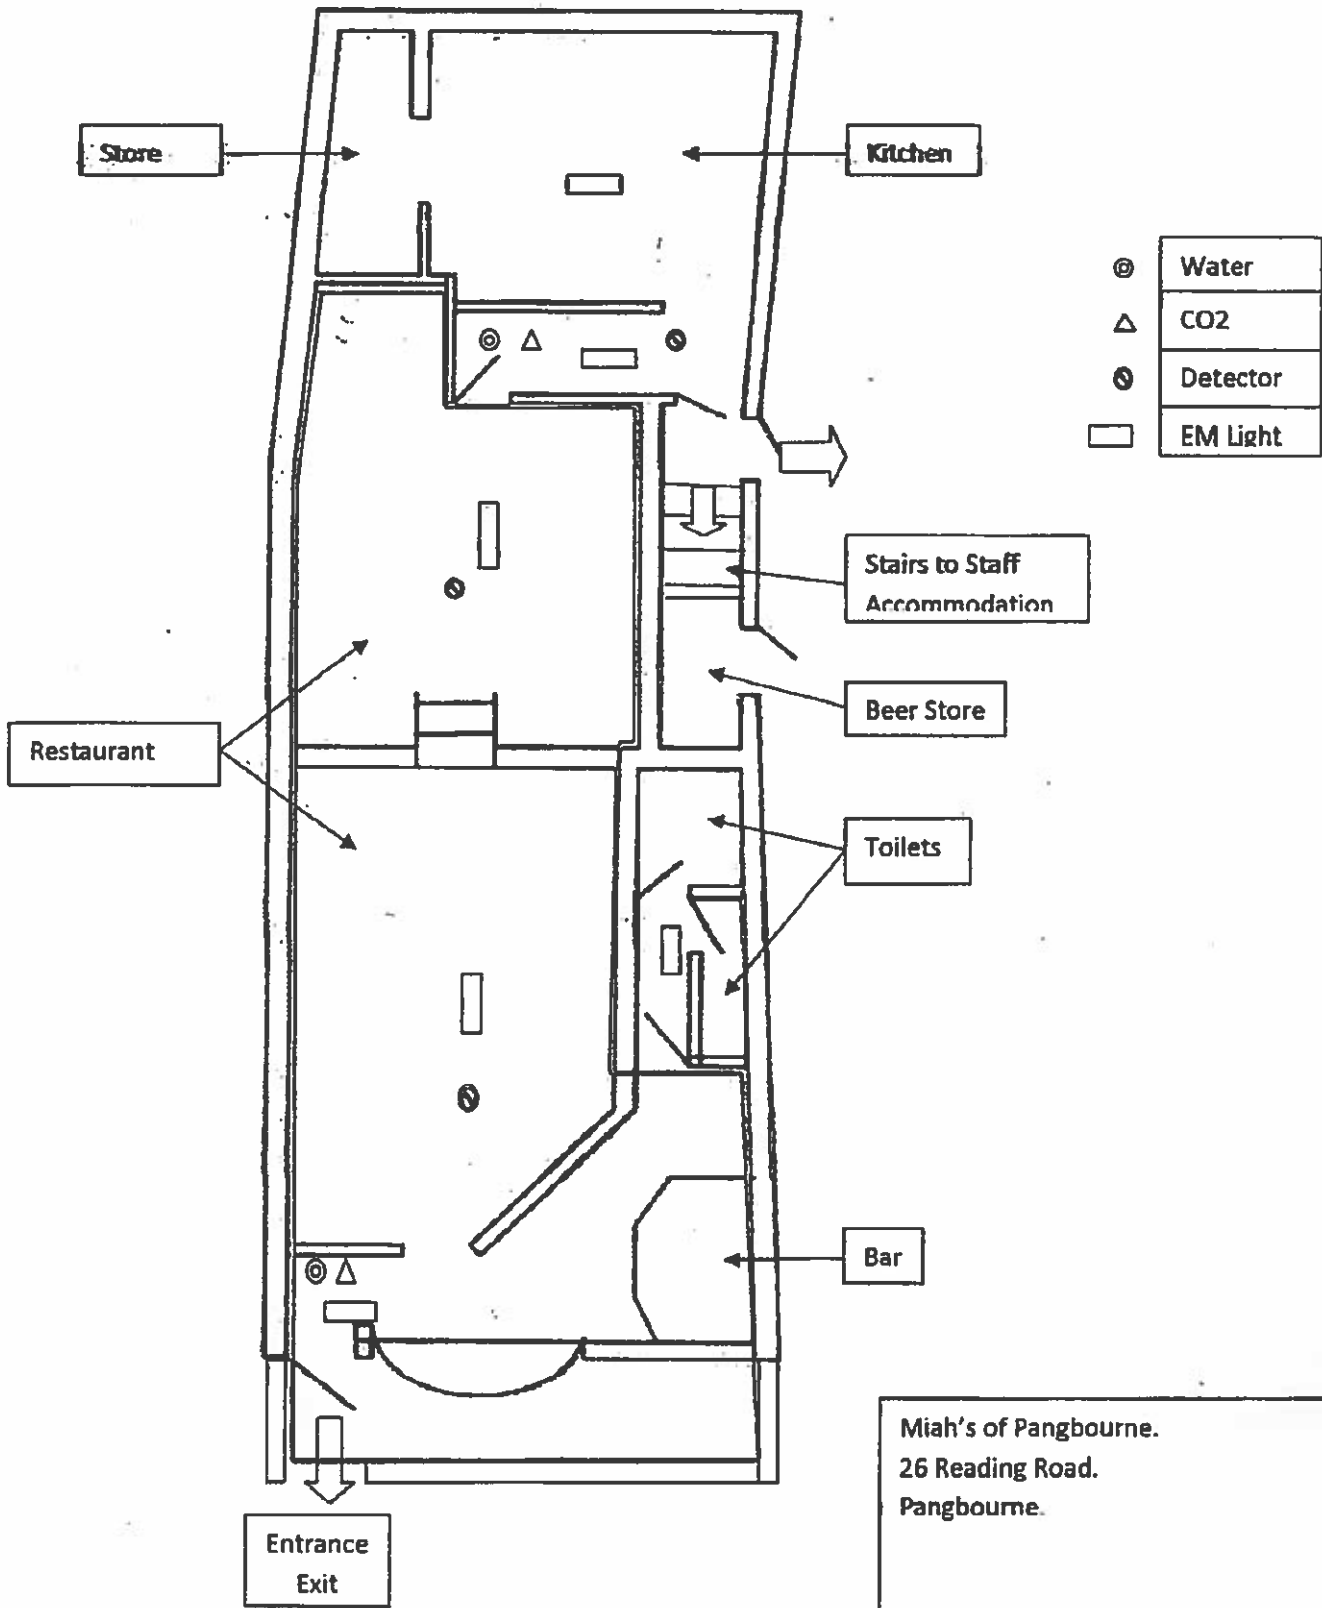 Store
Kitchen
Water
CO2
Detector
EM Light
Stairs to Staff
Accommodation
Beer Store
Restaurant
Toilets
Bar
Miah's of Pangbourne.
26 Reading Road.
Pangbourne.
Entrance
Exit